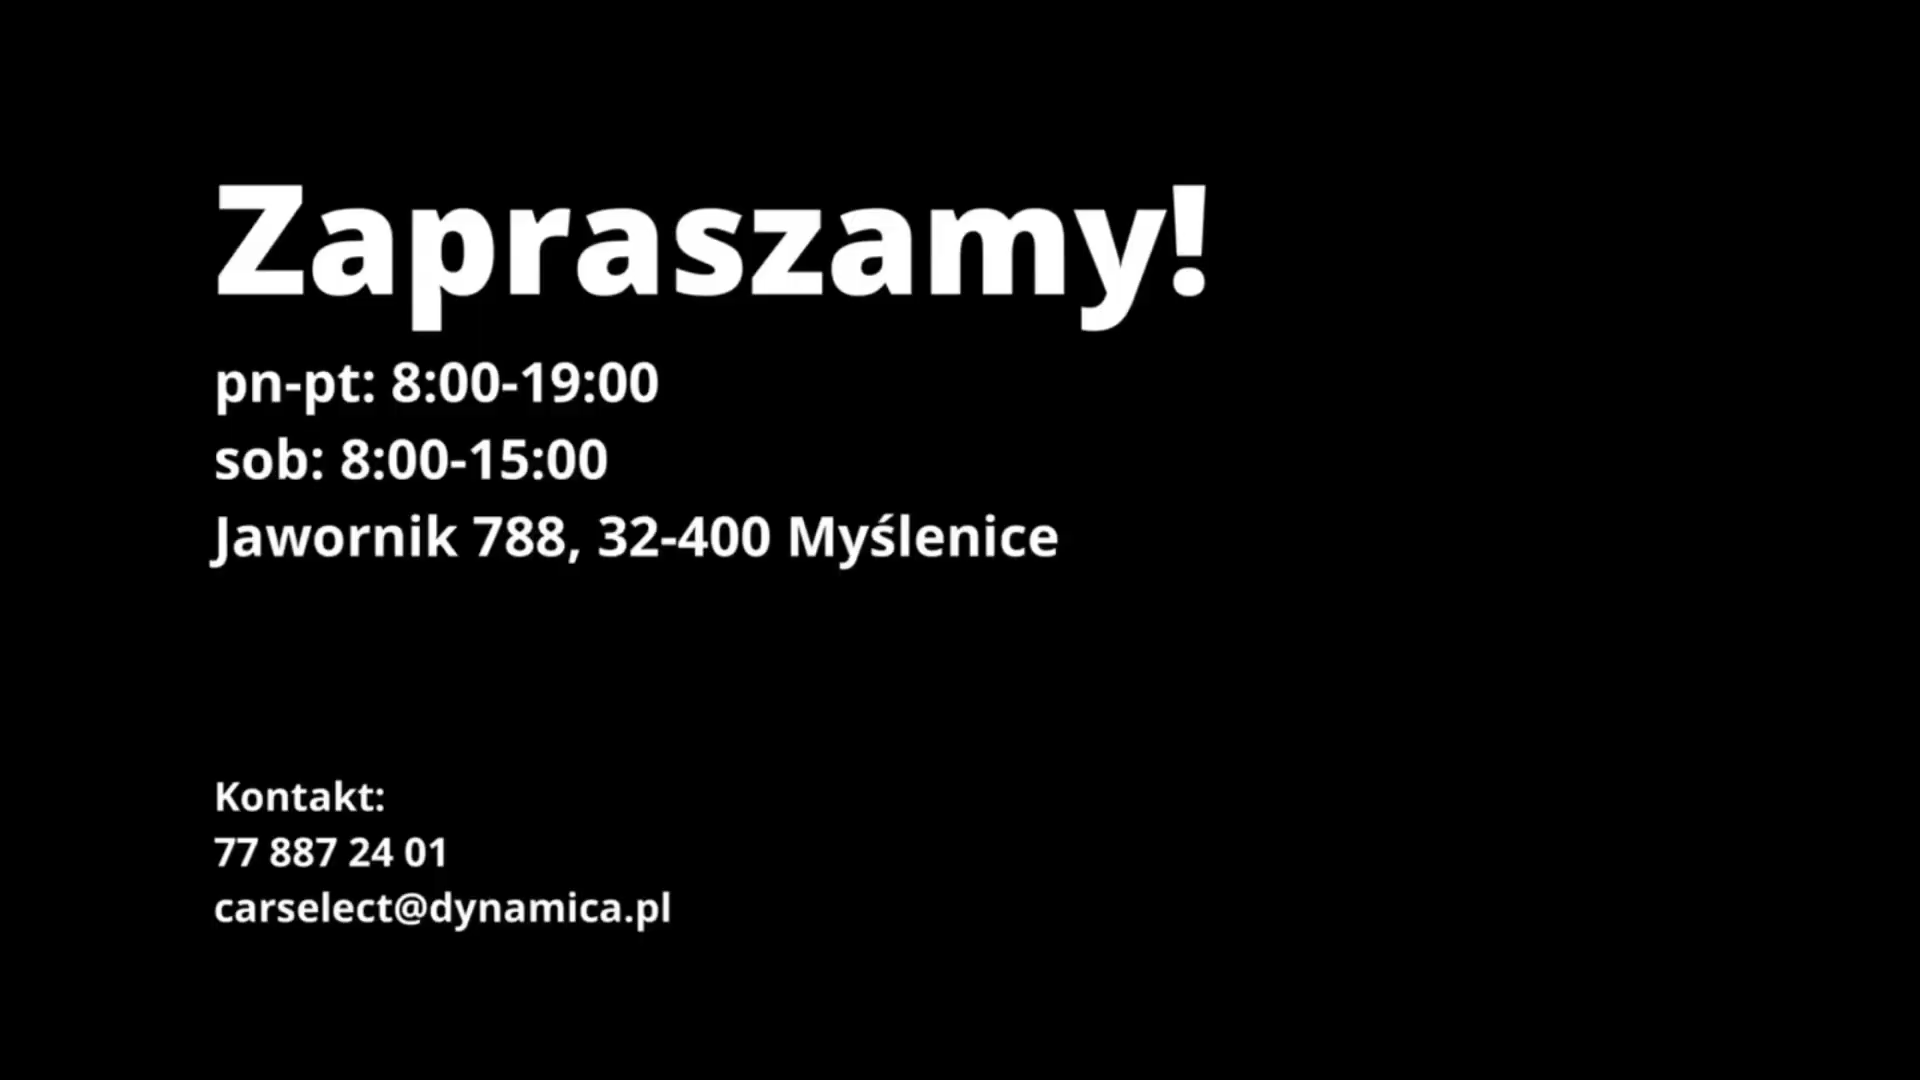 Zapraszamy!
pn-pt: 8:00-19:00
sob: 8:00-15:00
Jawornik 788, 32-400 Myślenice
Kontakt:
77 887 24 01
carselect@dynamica.pl